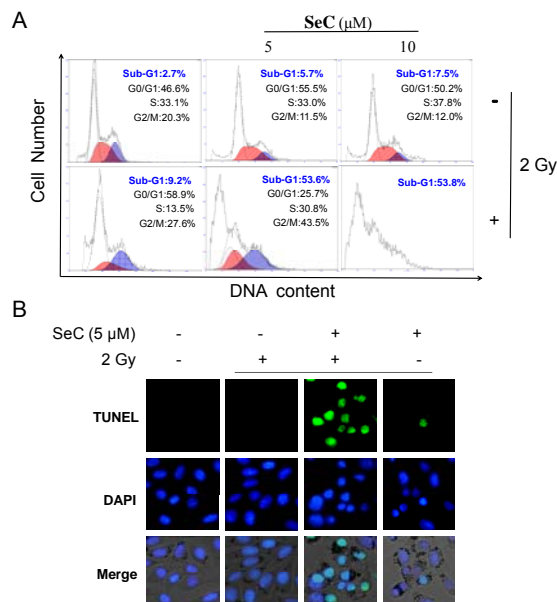 A
SeC (μM)
5 10
Sub-G1:2.7%
G0/G1:46.6%
S:33.1%
G2/M:20.3%
Sub-G1:5.7%
G0/G1:55.5%
S:33.0%
G2/M:11.5%
Sub-G1:7.5%
G0/G1:50.2%
S:37.8%
G2/M:12.0%
-
Cell Number
2 Gy
Sub-G1:9.2%
G0/G1:58.9%
S:13.5%
G2/M:27.6%
Sub-G1:53.6%
G0/G1:25.7%
S:30.8%
G2/M:43.5%
Sub-G1:53.8%
+
DNA content
B
SeC (5 μM) - - + +
2 Gy - + + -
TUNEL
DAPI
Merge